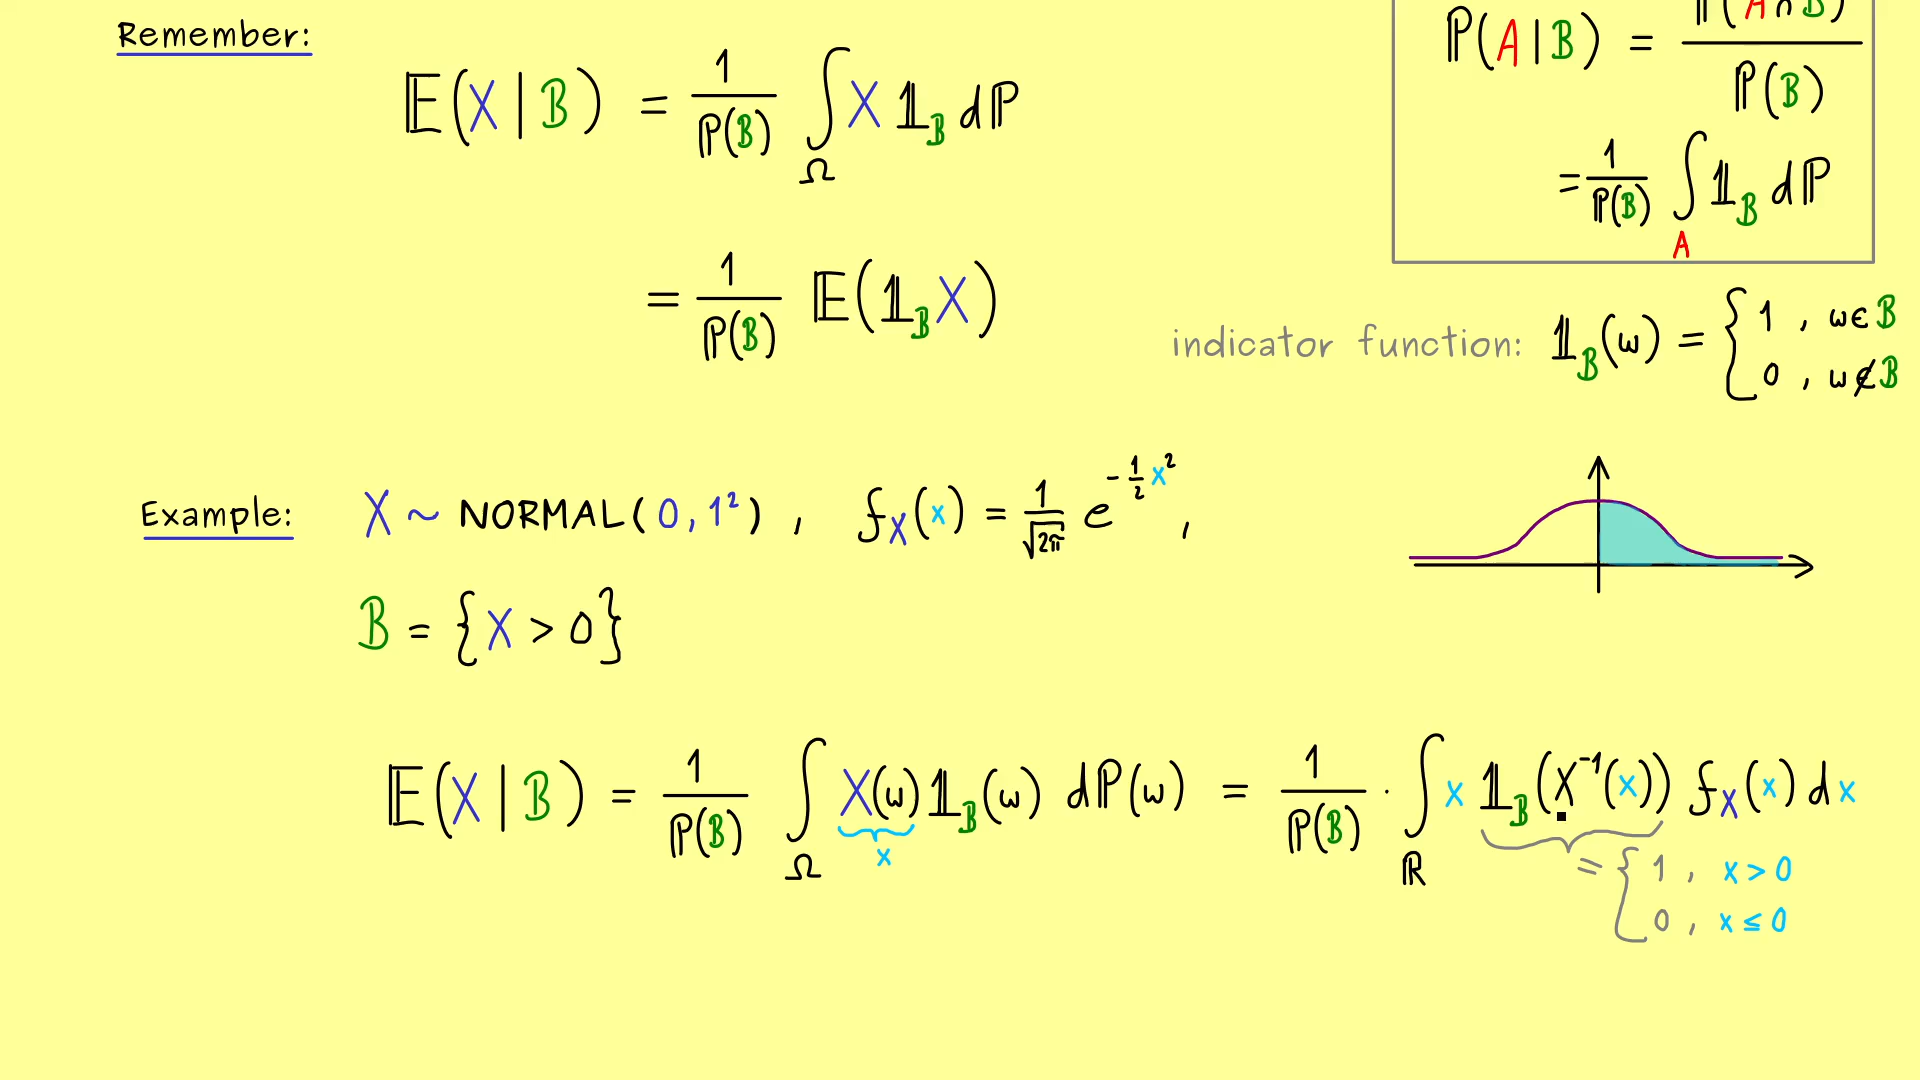 Remember:
𝔼(X | B) = 1/ℙ(B) ∫_Ω X 𝟙_B dℙ
= 1/ℙ(B) 𝔼(𝟙_B X)
ℙ(A | B) = ℙ(A ∩ B)/ℙ(B)
= 1/ℙ(B) ∫_A 𝟙_B dℙ
indicator function: 𝟙_B(ω) = { 1 , ω∈B
0 , ω∉B
Example: X ~ NORMAL(0, 1²) , f_X(x) = 1/√2π e^(-1/2 x²) ,
B = {X > 0}
𝔼(X | B) = 1/ℙ(B) ∫_Ω X(ω) 𝟙_B(ω) dℙ(ω) = 1/ℙ(B) · ∫_ℝ x 𝟙_B(X⁻¹(x)) f_X(x) dx
x
= { 1 , x > 0
0 , x ≤ 0